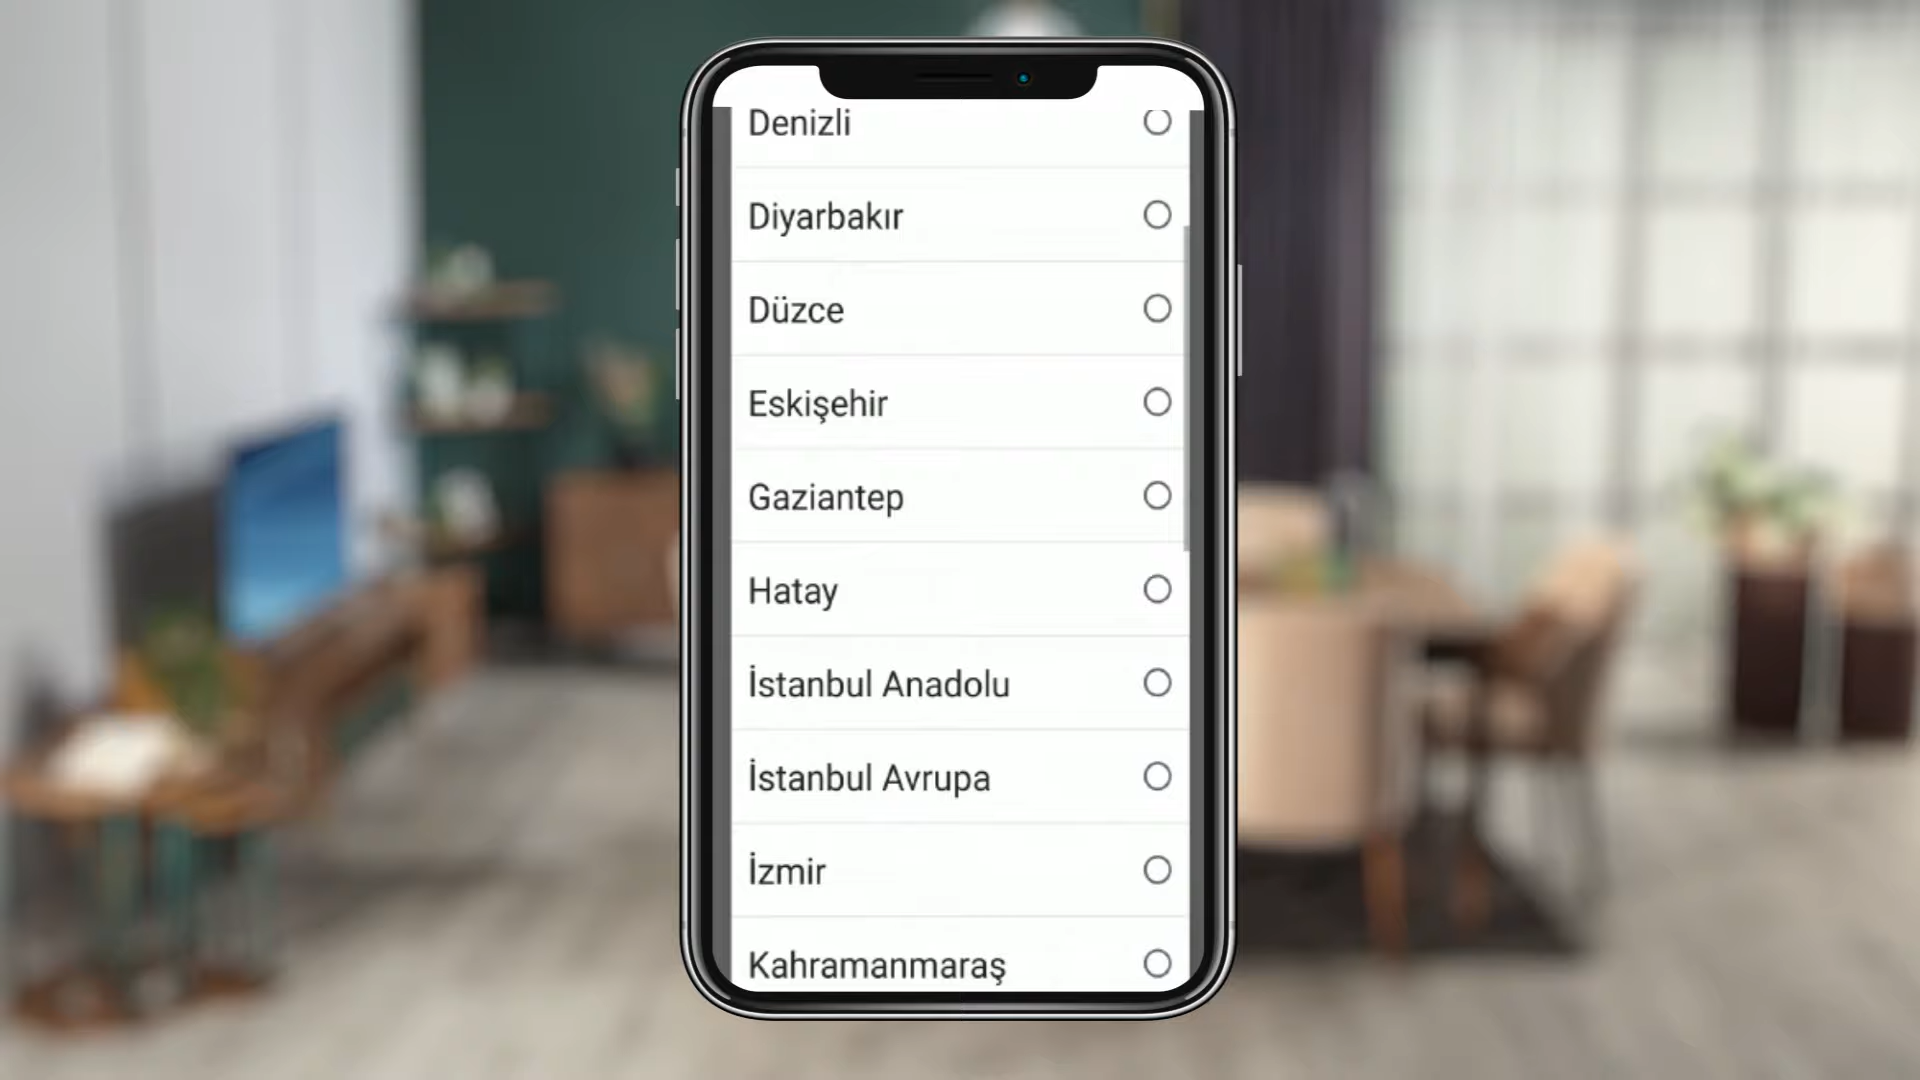 Denizli
Diyarbakır
Düzce
Eskişehir
Gaziantep
Hatay
İstanbul Anadolu
İstanbul Avrupa
İzmir
Kahramanmaraş